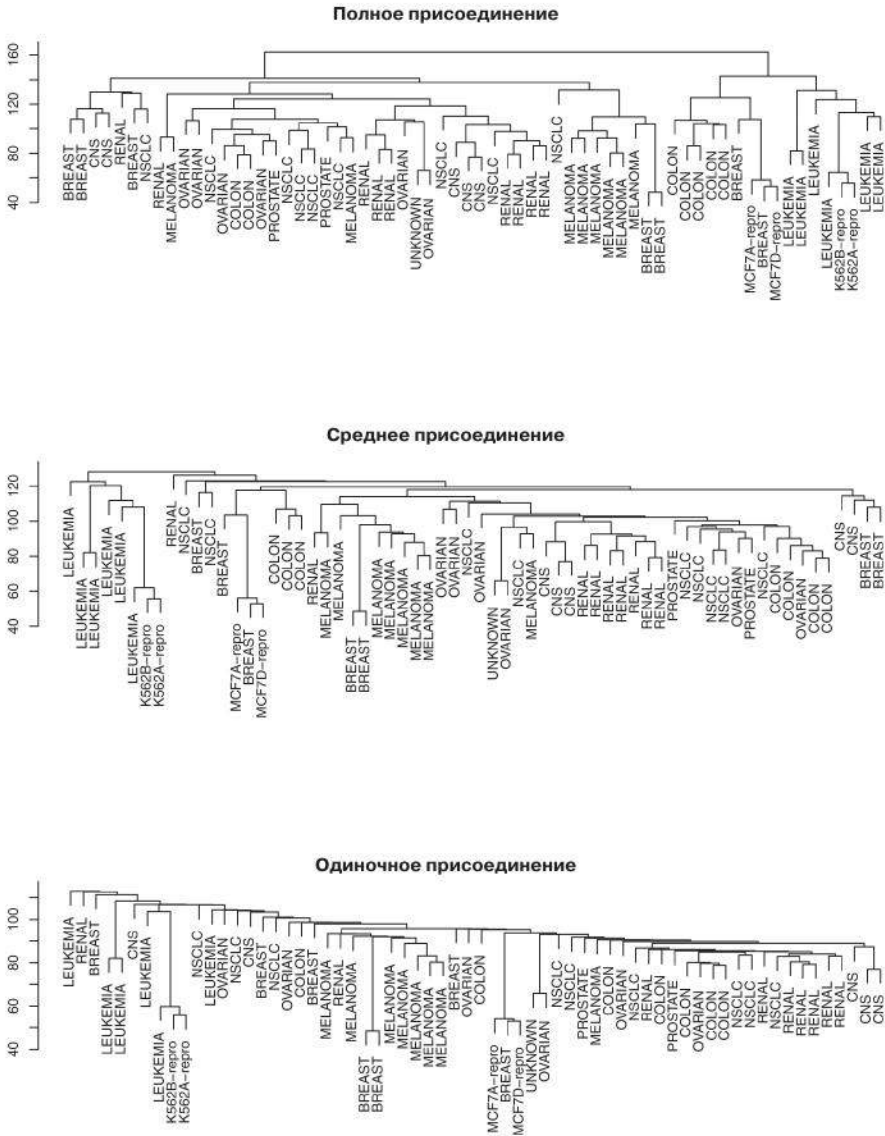 Полное присоединение
160
120
80
40
BREAST
BREAST
CNS
CNS
RENAL
BREAST
NSCLC
RENAL
MELANOMA
OVARIAN
OVARIAN
NSCLC
OVARIAN
COLON
COLON
OVARIAN
PROSTATE
NSCLC
NSCLC
PROSTATE
NSCLC
MELANOMA
RENAL
RENAL
RENAL
OVARIAN
UNKNOWN
OVARIAN
NSCLC
CNS
CNS
NSCLC
RENAL
RENAL
RENAL
RENAL
NSCLC
MELANOMA
MELANOMA
MELANOMA
MELANOMA
MELANOMA
MELANOMA
BREAST
BREAST
COLON
COLON
COLON
COLON
COLON
BREAST
MCF7A-repro
BREAST
MCF7D-repro
LEUKEMIA
LEUKEMIA
LEUKEMIA
LEUKEMIA
K562B-repro
K562A-repro
LEUKEMIA
LEUKEMIA
Среднее присоединение
120
100
80
60
40
LEUKEMIA
LEUKEMIA
LEUKEMIA
LEUKEMIA
LEUKEMIA
LEUKEMIA
K562B-repro
K562A-repro
RENAL
NSCLC
BREAST
NSCLC
BREAST
MCF7A-repro
BREAST
MCF7D-repro
COLON
COLON
COLON
RENAL
MELANOMA
MELANOMA
BREAST
BREAST
MELANOMA
MELANOMA
MELANOMA
MELANOMA
MELANOMA
OVARIAN
OVARIAN
NSCLC
OVARIAN
UNKNOWN
OVARIAN
NSCLC
MELANOMA
CNS
CNS
CNS
RENAL
RENAL
RENAL
RENAL
RENAL
RENAL
RENAL
PROSTATE
NSCLC
NSCLC
NSCLC
NSCLC
OVARIAN
PROSTATE
NSCLC
COLON
COLON
OVARIAN
COLON
COLON
CNS
CNS
BREAST
BREAST
Одиночное присоединение
100
80
60
40
LEUKEMIA
RENAL
BREAST
LEUKEMIA
LEUKEMIA
CNS
LEUKEMIA
LEUKEMIA
K562B-repro
K562A-repro
NSCLC
LEUKEMIA
OVARIAN
NSCLC
CNS
BREAST
NSCLC
OVARIAN
COLON
BREAST
MELANOMA
RENAL
MELANOMA
BREAST
BREAST
MELANOMA
MELANOMA
MELANOMA
MELANOMA
MELANOMA
BREAST
OVARIAN
COLON
MCF7A-repro
BREAST
MCF7D-repro
UNKNOWN
OVARIAN
NSCLC
NSCLC
PROSTATE
MELANOMA
COLON
OVARIAN
NSCLC
RENAL
COLON
PROSTATE
COLON
OVARIAN
COLON
COLON
NSCLC
NSCLC
RENAL
NSCLC
RENAL
RENAL
RENAL
RENAL
RENAL
CNS
CNS
CNS